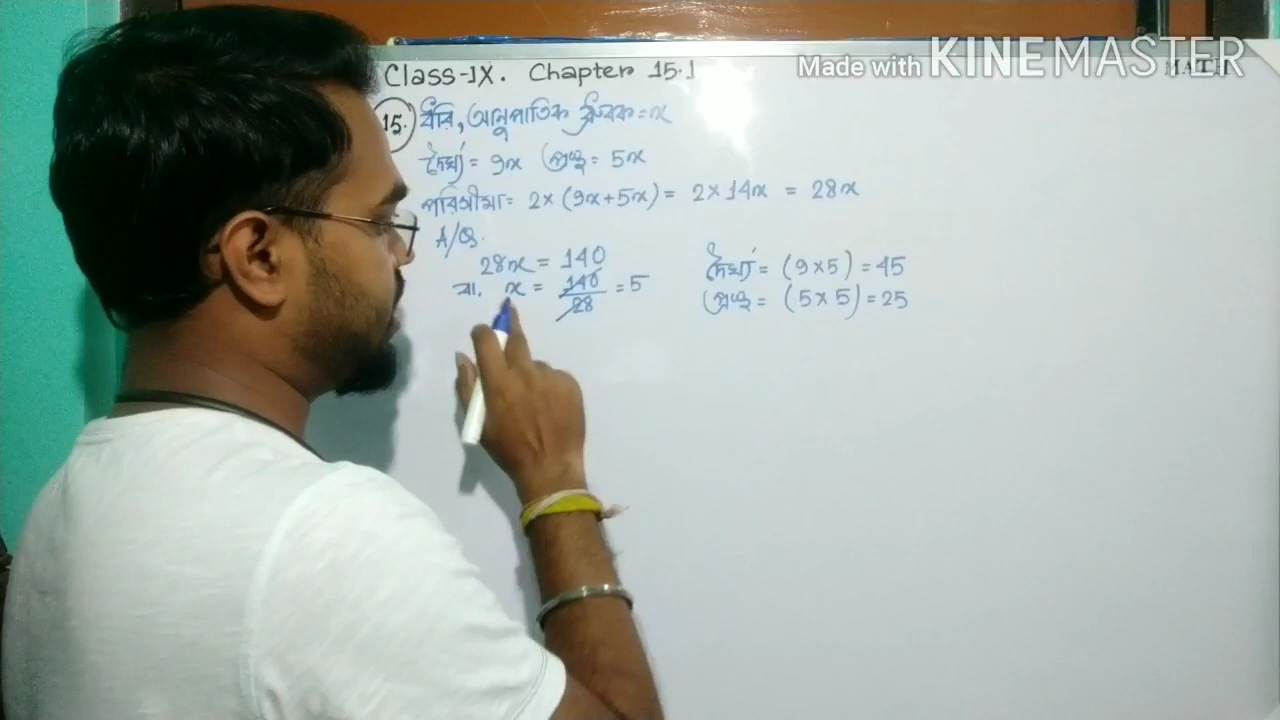 Class-IX. Chapter 15.1
Made with KINEMASTER
15. ধরি, আনুপাতিক ধ্রুবক = x
দৈর্ঘ্য = 9x প্রস্থ = 5x
পরিসীমা = 2 × (9x + 5x) = 2 × 14x = 28x
A/Q.
28x = 140
বা. x = 140/28 = 5
দৈর্ঘ্য = (9 × 5) = 45
প্রস্থ = (5 × 5) = 25